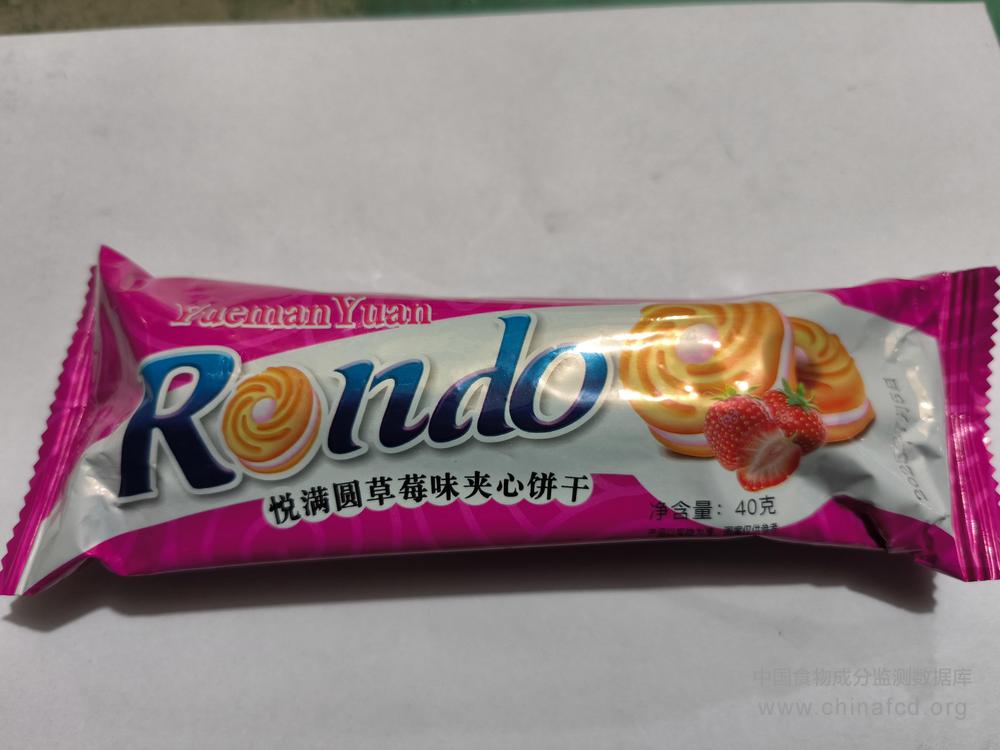 YuemanYuan
Rondo
悦满圆草莓味夹心饼干
净含量：40克
中国食物成分监测数据库
www.chinafcd.org